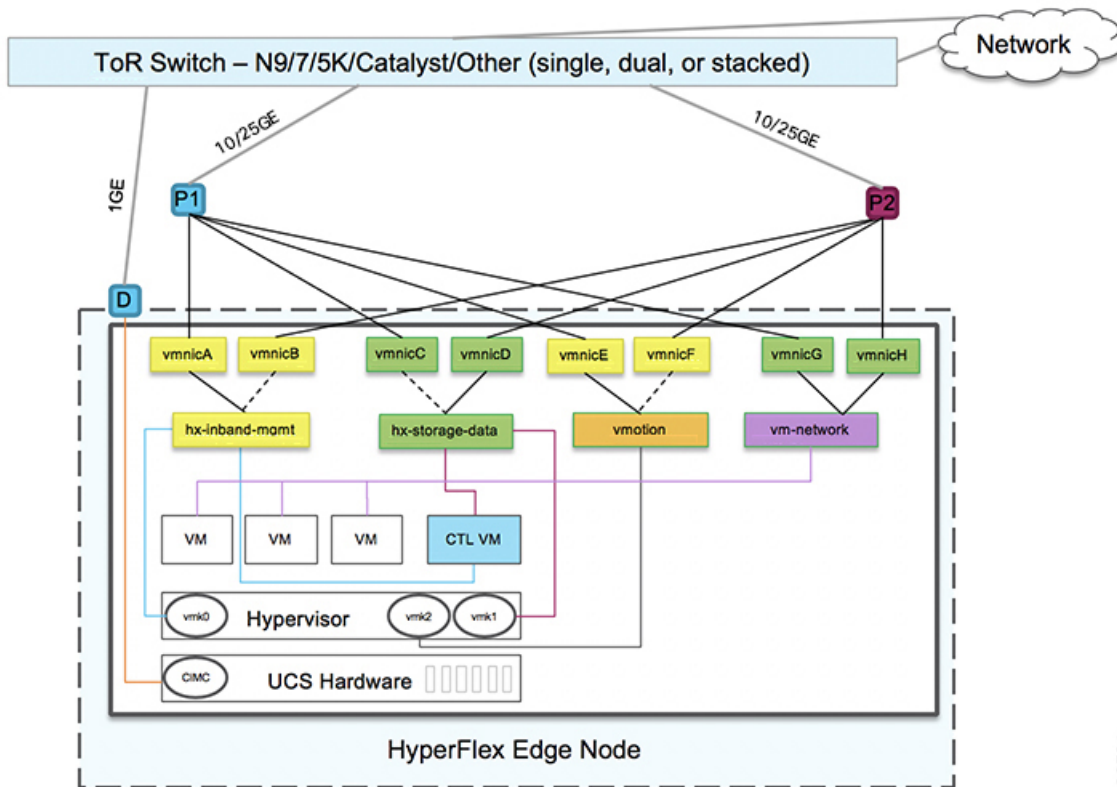 Network
ToR Switch – N9/7/5K/Catalyst/Other (single, dual, or stacked)
10/25GE
10/25GE
1GE
P1
P2
D
vmnicA
vmnicB
vmnicC
vmnicD
vmnicE
vmnicF
vmnicG
vmnicH
hx-inband-mgmt
hx-storage-data
vmotion
vm-network
VM
VM
VM
CTL VM
vmk0
Hypervisor
vmk2
vmk1
CIMC
UCS Hardware
HyperFlex Edge Node